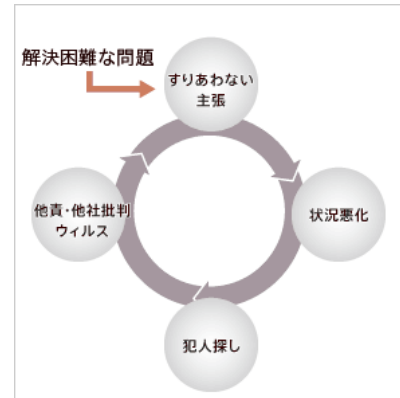 解決困難な問題
すりあわない
主張
状況悪化
犯人探し
他責・他社批判
ウィルス